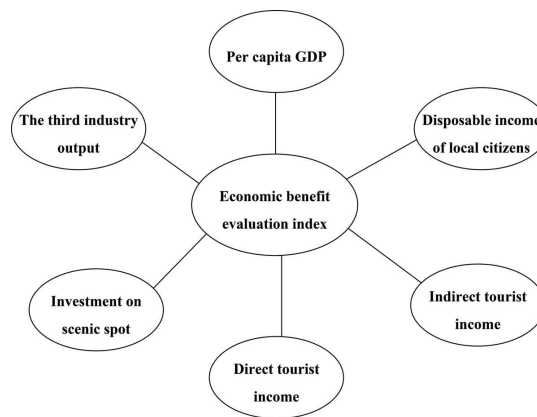 Per capita GDP
The third industry
output
Disposable income
of local citizens
Economic benefit
evaluation index
Investment on
scenic spot
Indirect tourist
income
Direct tourist
income